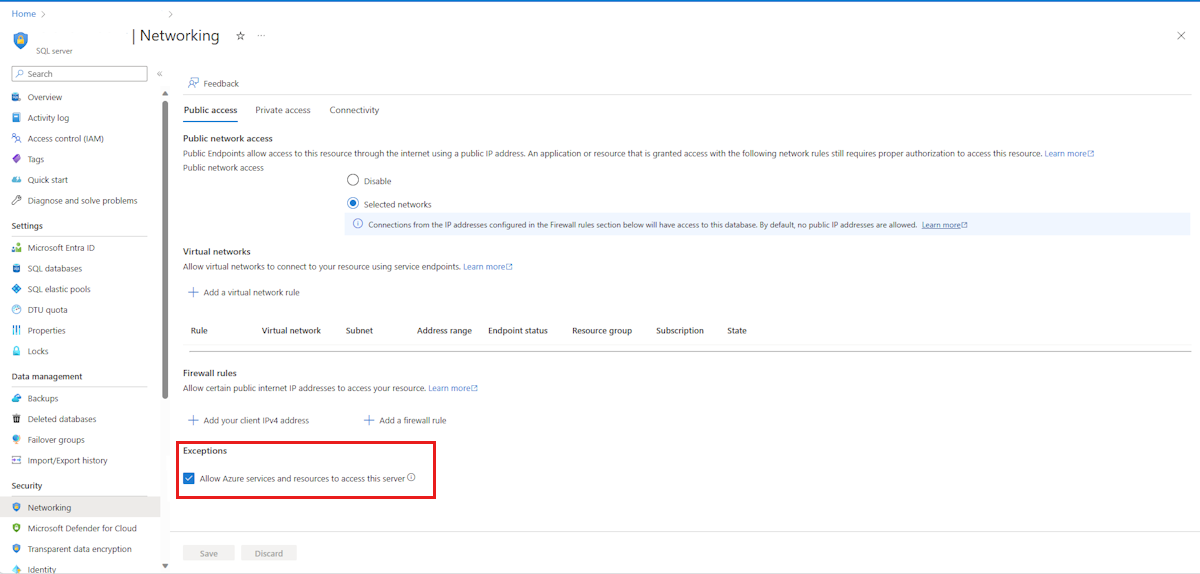 Home
| Networking
SQL server
Search
Overview
Activity log
Access control (IAM)
Tags
Quick start
Diagnose and solve problems
Settings
Microsoft Entra ID
SQL databases
SQL elastic pools
DTU quota
Properties
Locks
Data management
Backups
Deleted databases
Failover groups
Import/Export history
Security
Networking
Microsoft Defender for Cloud
Transparent data encryption
Identity
Feedback
Public access Private access Connectivity
Public network access
Public Endpoints allow access to this resource through the internet using a public IP address. An application or resource that is granted access with the following network rules still requires proper authorization to access this resource. Learn more
Public network access
Disable
Selected networks
Connections from the IP addresses configured in the Firewall rules section below will have access to this database. By default, no public IP addresses are allowed. Learn more
Virtual networks
Allow virtual networks to connect to your resource using service endpoints. Learn more
Add a virtual network rule
Rule Virtual network Subnet Address range Endpoint status Resource group Subscription State
Firewall rules
Allow certain public internet IP addresses to access your resource. Learn more
Add your client IPv4 address Add a firewall rule
Exceptions
Allow Azure services and resources to access this server
Save Discard